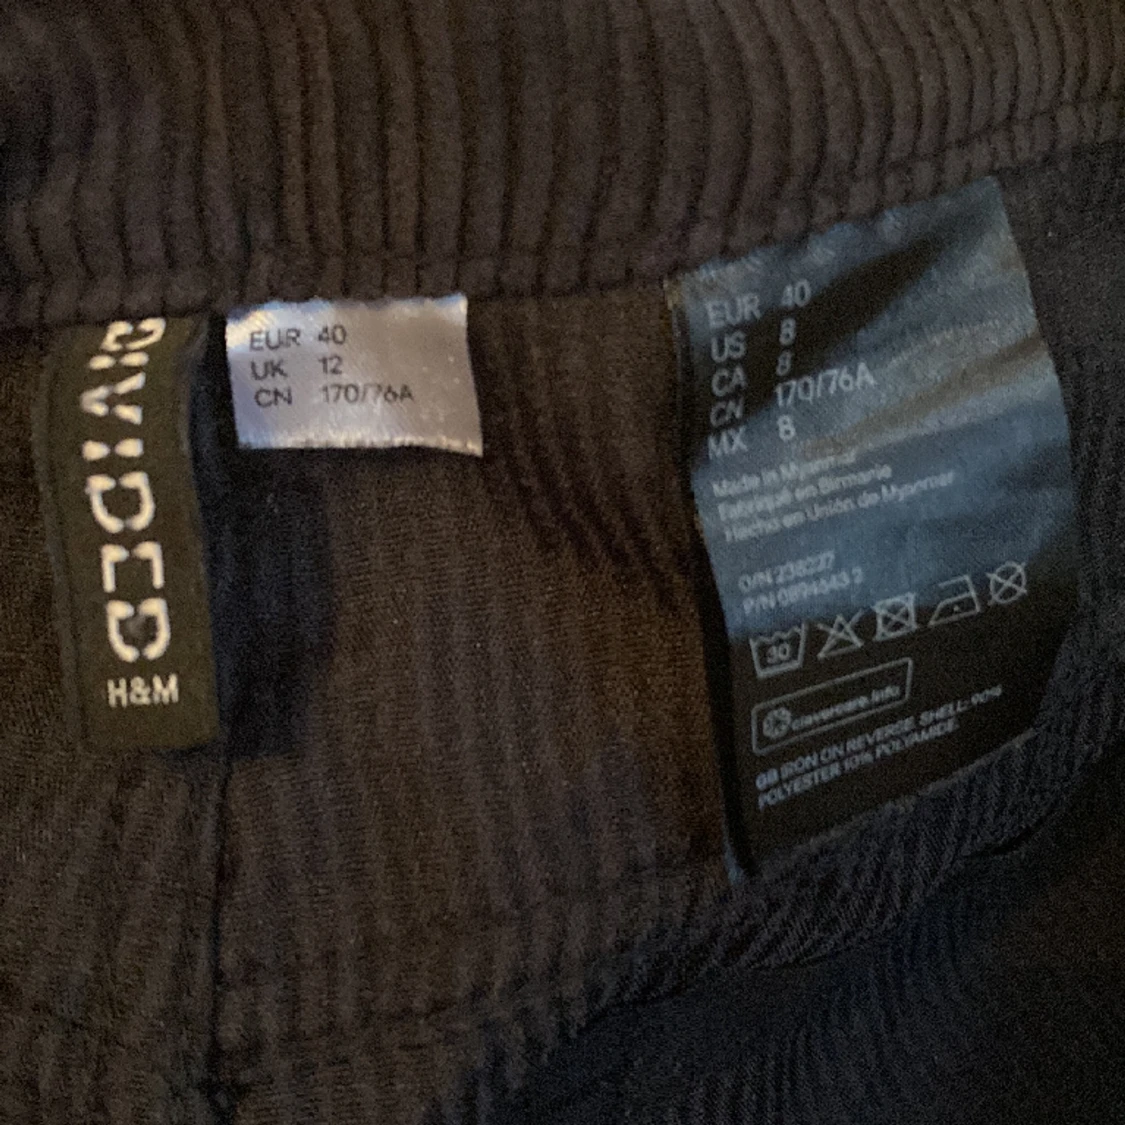 DIVIDED
H&M
EUR 40
UK 12
CN 170/76A
EUR 40
US 8
CA 8
CN 170/76A
MX 8
Made in Myanmar
Fabriqué en Birmanie
Hecho en Unión de Myanmar
O/N 238227
P/N
30
clevercare.info
GB IRON ON REVERSE. SHELL: 90%
POLYESTER 10% POLYAMIDE